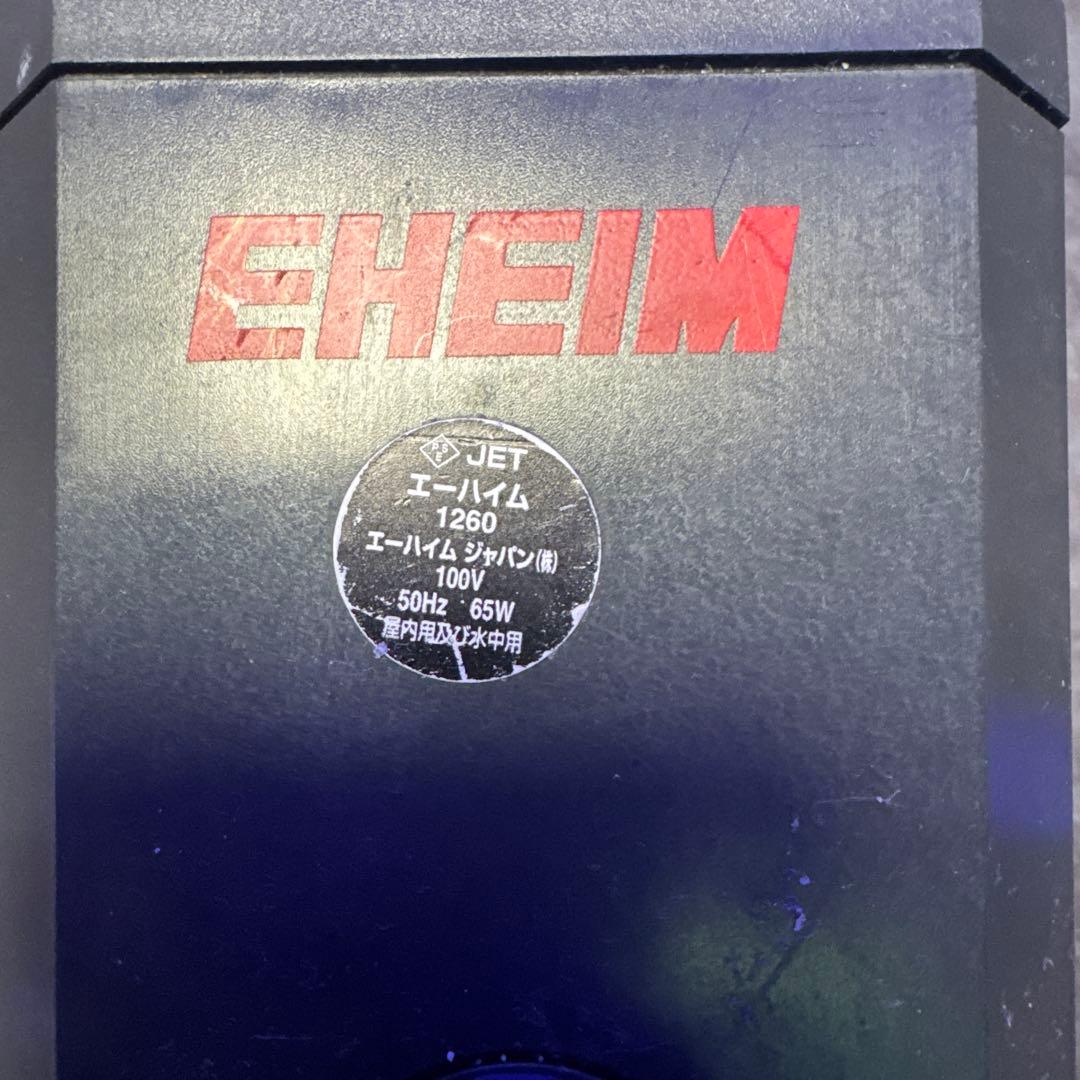 EHEIM
PSE JET
エーハイム
1260
エーハイム ジャパン(株)
100V
50Hz 65W
屋内用及び水中用